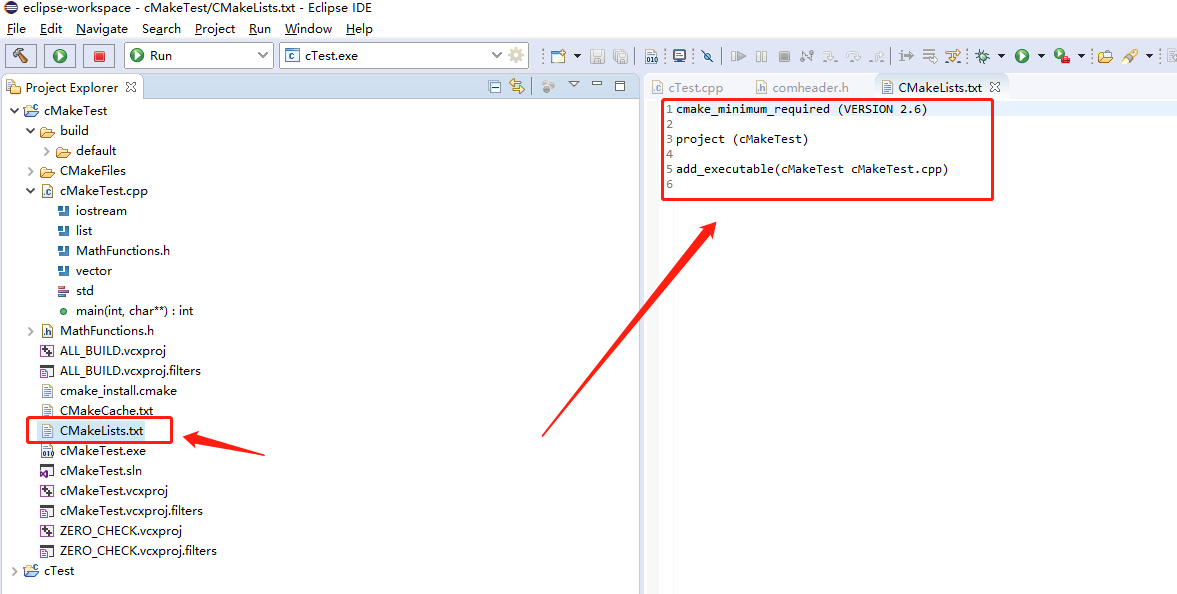 eclipse-workspace - cMakeTest/CMakeLists.txt - Eclipse IDE
File Edit Navigate Search Project Run Window Help
Run cTest.exe
Project Explorer
cMakeTest
build
default
CMakeFiles
cMakeTest.cpp
iostream
list
MathFunctions.h
vector
std
main(int, char**) : int
MathFunctions.h
ALL_BUILD.vcxproj
ALL_BUILD.vcxproj.filters
cmake_install.cmake
CMakeCache.txt
CMakeLists.txt
cMakeTest.exe
cMakeTest.sln
cMakeTest.vcxproj
cMakeTest.vcxproj.filters
ZERO_CHECK.vcxproj
ZERO_CHECK.vcxproj.filters
cTest
cTest.cpp comheader.h CMakeLists.txt
1 cmake_minimum_required (VERSION 2.6)
2
3 project (cMakeTest)
4
5 add_executable(cMakeTest cMakeTest.cpp)
6